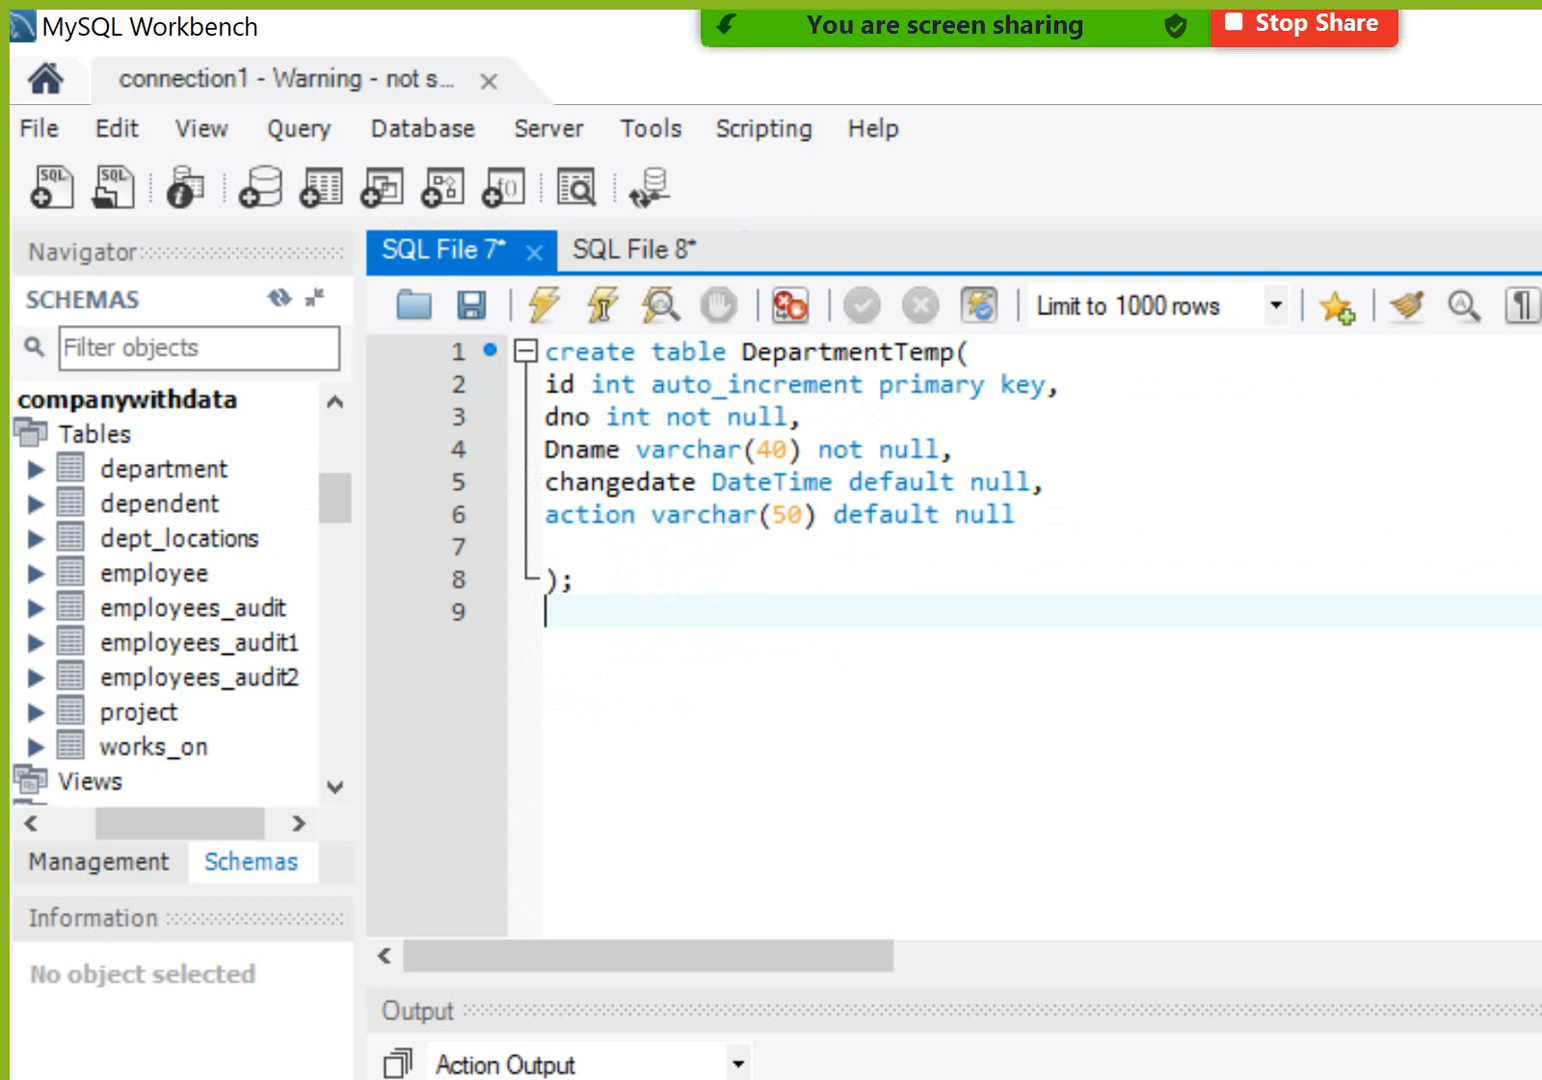 MySQL Workbench
You are screen sharing
Stop Share
connection1 - Warning - not s...
File Edit View Query Database Server Tools Scripting Help
Navigator
SQL File 7*
SQL File 8*
SCHEMAS
Limit to 1000 rows
Filter objects
companywithdata
Tables
department
dependent
dept_locations
employee
employees_audit
employees_audit1
employees_audit2
project
works_on
Views
Management Schemas
Information
No object selected
1 create table DepartmentTemp(
2 id int auto_increment primary key,
3 dno int not null,
4 Dname varchar(40) not null,
5 changedate DateTime default null,
6 action varchar(50) default null
7
8 );
9
Output
Action Output